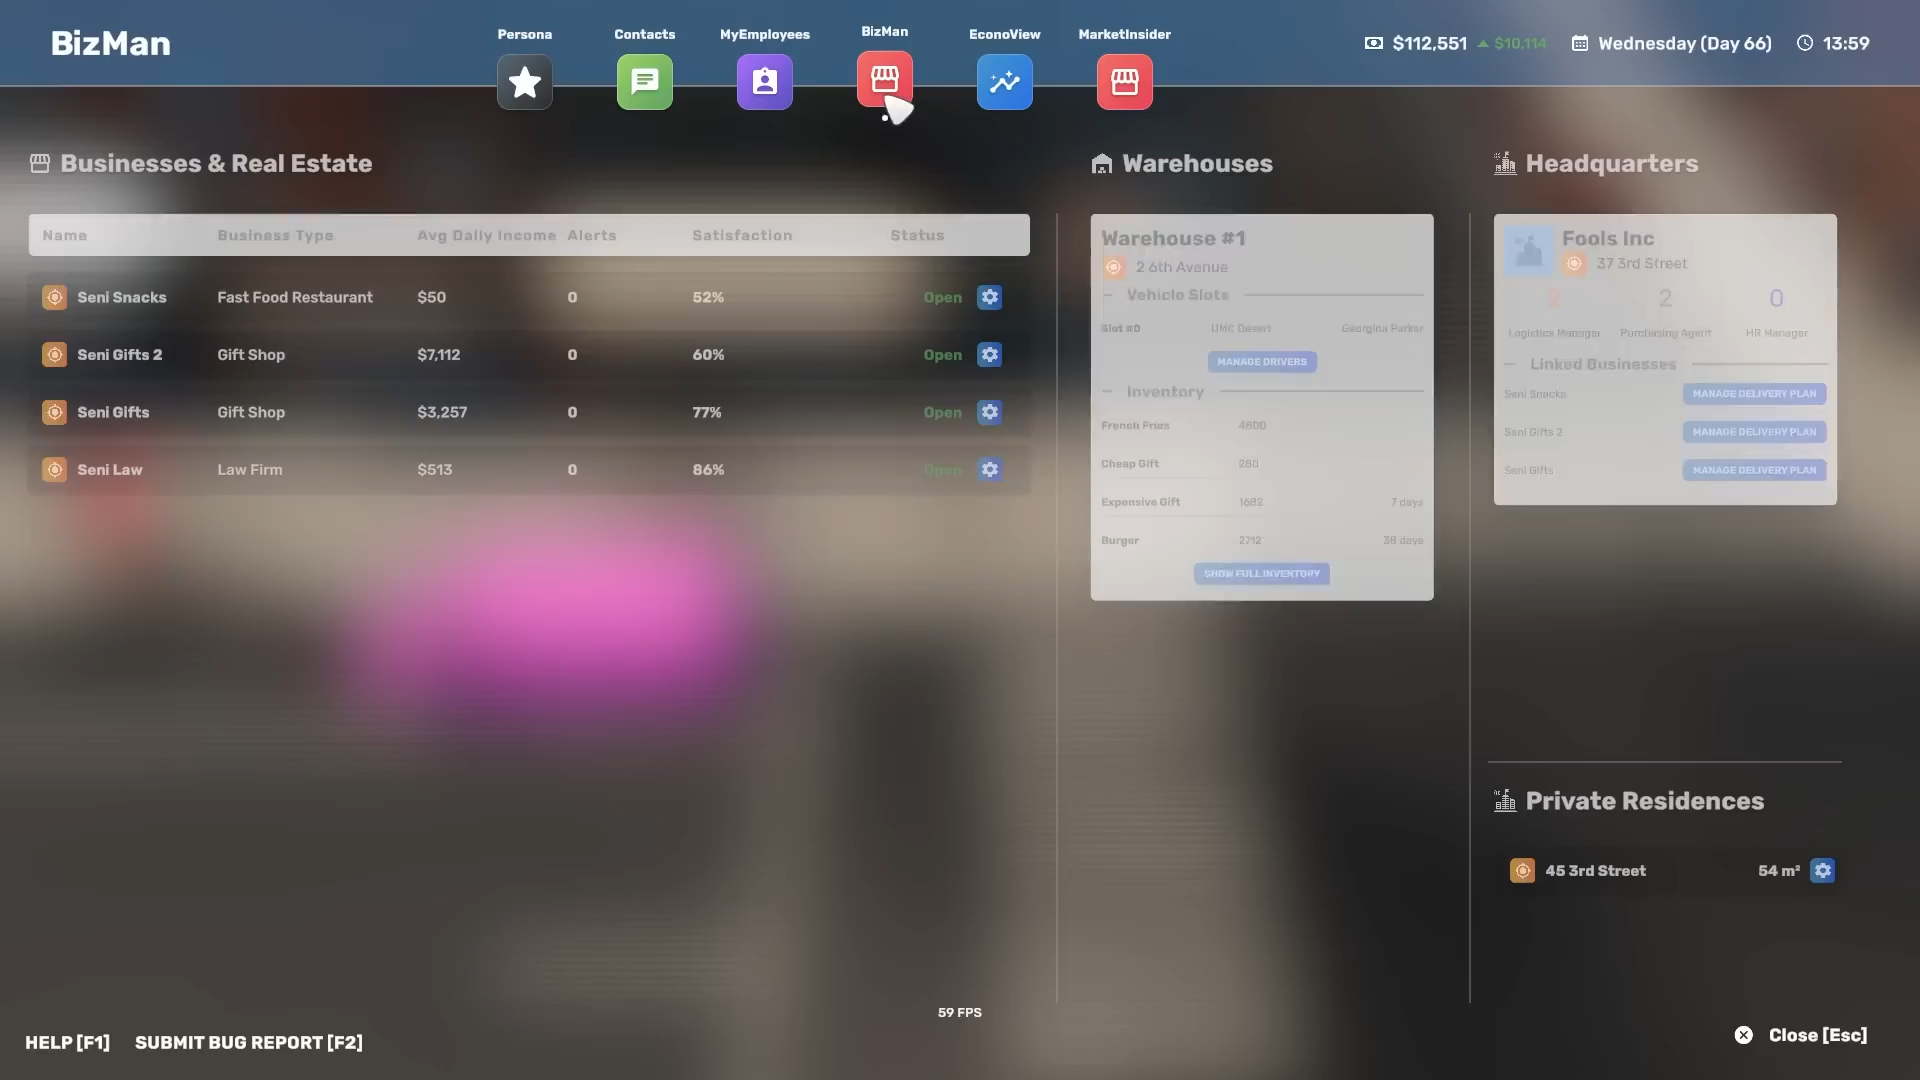 BizMan
Persona
Contacts
MyEmployees
BizMan
EconoView
MarketInsider
$112,551 $10,114
Wednesday (Day 66)
13:59
Businesses & Real Estate
Name Business Type Avg Daily Income Alerts Satisfaction Status
Seni Snacks Fast Food Restaurant $50 0 52% Open
Seni Gifts 2 Gift Shop $7,112 0 60% Open
Seni Gifts Gift Shop $3,257 0 77% Open
Seni Law Law Firm $513 0 86% Open
Warehouses
Warehouse #1
2 6th Avenue
Vehicle Slots
Slot #0 UMC Desert Georgina Parker
MANAGE DRIVERS
Inventory
French Fries 4600
Cheap Gift 280
Expensive Gift 1682 7 days
Burger 2712 38 days
SHOW FULL INVENTORY
Headquarters
Fools Inc
37 3rd Street
2 0
Logistics Manager Purchasing Agent HR Manager
Linked Businesses
Seni Snacks MANAGE DELIVERY PLAN
Seni Gifts 2 MANAGE DELIVERY PLAN
Seni Gifts MANAGE DELIVERY PLAN
Private Residences
45 3rd Street 54 m²
59 FPS
HELP [F1] SUBMIT BUG REPORT [F2]
Close [Esc]